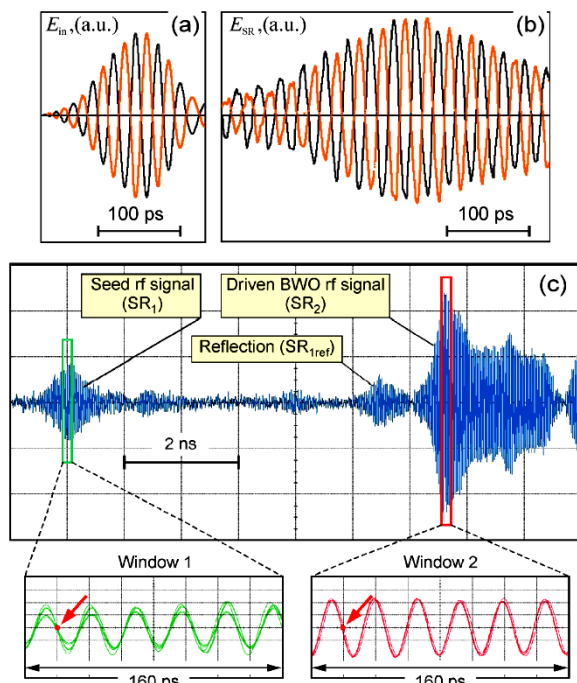 E_in,(a.u.) (a)
100 ps
E_SR,(a.u.) (b)
100 ps
(c)
Seed rf signal
(SR₁)
Driven BWO rf signal
(SR₂)
Reflection (SR₁ref)
2 ns
Window 1
160 ps
Window 2
160 ps